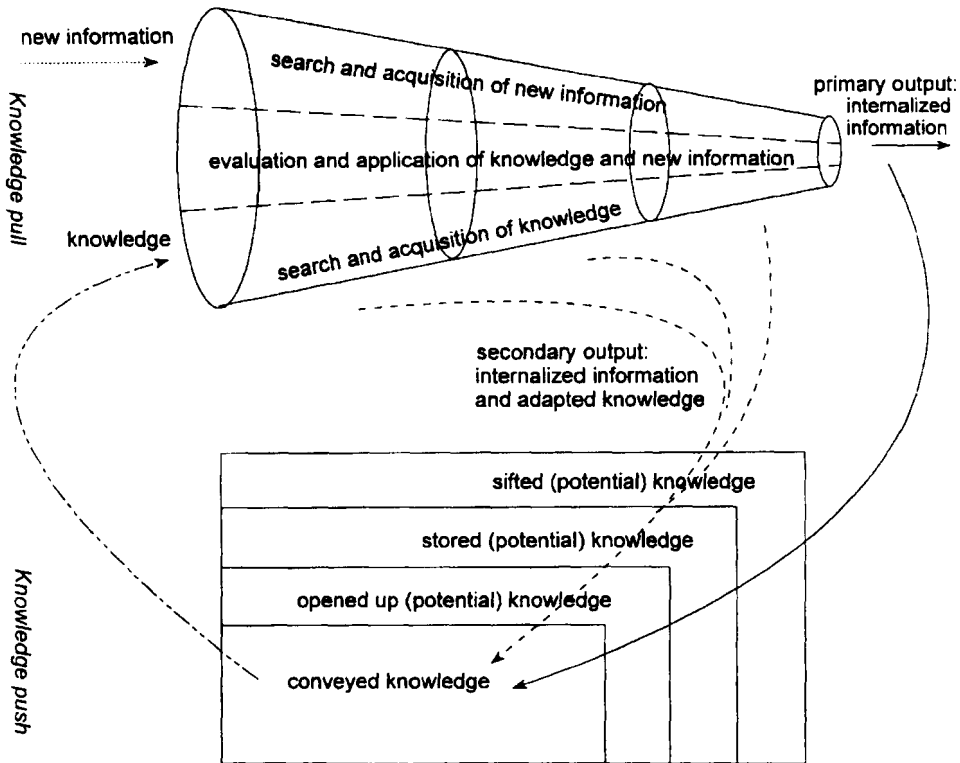 new information
Knowledge pull
search and acquisition of new information
primary output:
internalized
information
evaluation and application of knowledge and new information
knowledge
search and acquisition of knowledge
secondary output:
internalized information
and adapted knowledge
sifted (potential) knowledge
stored (potential) knowledge
Knowledge push
opened up (potential) knowledge
conveyed knowledge